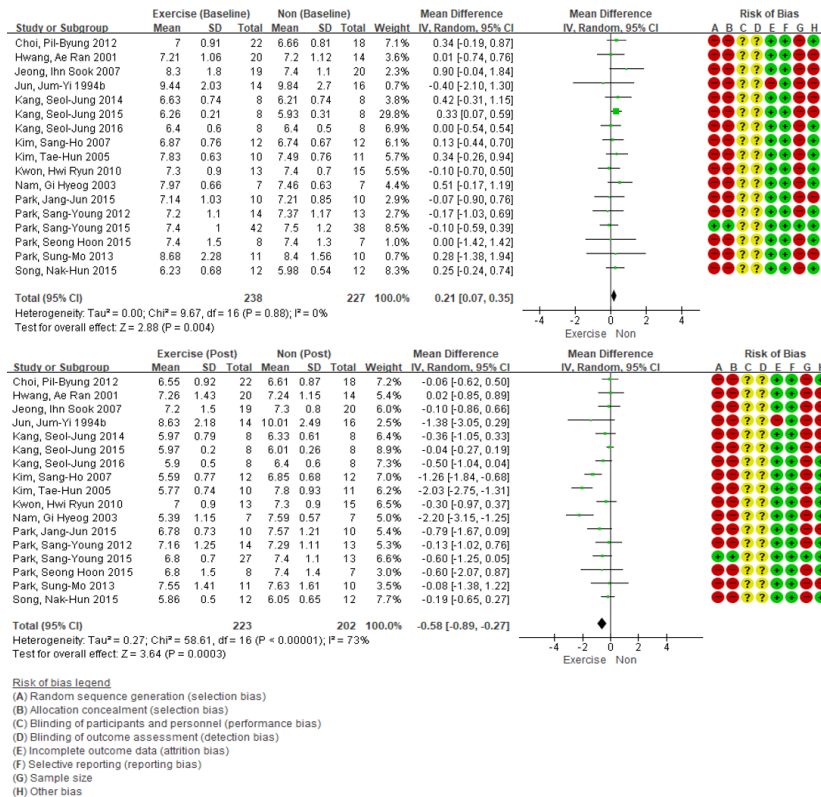 Exercise (Baseline) Non (Baseline) Mean Difference Mean Difference Risk of Bias
Study or Subgroup Mean SD Total Mean SD Total Weight IV, Random, 95% CI IV, Random, 95% CI A B C D E F G H
Choi, Pil-Byung 2012 7 0.91 22 6.66 0.81 18 7.1% 0.34 [-0.19, 0.87]
Hwang, Ae Ran 2001 7.21 1.06 20 7.2 1.12 14 3.5% 0.01 [-0.74, 0.76]
Jeong, Ihn Sook 2007 8.3 1.8 19 7.4 1.1 20 2.2% 0.90 [-0.04, 1.84]
Jun, Jum-Yi 1994b 9.44 2.03 14 9.84 2.7 16 0.7% -0.40 [-2.10, 1.30]
Kang, Seol-Jung 2014 6.63 0.74 8 6.21 0.74 8 3.8% 0.42 [-0.31, 1.15]
Kang, Seol-Jung 2015 6.26 0.21 8 5.93 0.31 8 29.8% 0.33 [0.07, 0.59]
Kang, Seol-Jung 2016 6.4 0.6 8 6.4 0.5 8 6.8% 0.00 [-0.54, 0.54]
Kim, Sang-Ho 2007 6.87 0.76 12 6.74 0.67 12 6.1% 0.13 [-0.44, 0.70]
Kim, Tae-Hun 2005 7.83 0.63 10 7.49 0.76 11 5.6% 0.34 [-0.26, 0.94]
Kwon, Hwi Ryun 2010 7.3 0.9 13 7.4 0.7 15 5.5% -0.10 [-0.70, 0.50]
Nam, Gi Hyeog 2003 7.97 0.66 7 7.46 0.63 7 4.4% 0.51 [-0.17, 1.19]
Park, Jang-Jun 2015 7.14 1.03 10 7.21 0.85 10 2.9% -0.07 [-0.90, 0.76]
Park, Sang-Young 2012 7.2 1.1 14 7.37 1.17 13 2.7% -0.17 [-1.03, 0.69]
Park, Sang-Young 2015 7.4 1 42 7.5 1.2 38 8.4% -0.10 [-0.59, 0.39]
Park, Seong Hoon 2015 7.4 1.5 8 7.4 1.3 7 1.0% 0.00 [-1.42, 1.42]
Park, Sung-Mo 2013 8.68 2.28 11 8.4 1.56 10 0.7% 0.28 [-1.38, 1.94]
Song, Nak-Hun 2015 6.23 0.68 12 5.98 0.54 12 8.3% 0.25 [-0.24, 0.74]
Total (95% CI) 238 227 100.0% 0.21 [0.07, 0.35]
Heterogeneity: Tau² = 0.00; Chi² = 9.67, df = 16 (P = 0.88); I² = 0%
Test for overall effect: Z = 2.88 (P = 0.004)
-4 -2 0 2 4
Exercise Non
Exercise (Post) Non (Post) Mean Difference Mean Difference Risk of Bias
Study or Subgroup Mean SD Total Mean SD Total Weight IV, Random, 95% CI IV, Random, 95% CI A B C D E F G H
Choi, Pil-Byung 2012 6.55 0.92 22 6.61 0.87 18 7.2% -0.06 [-0.62, 0.50]
Hwang, Ae Ran 2001 7.26 1.43 20 7.24 1.15 14 5.3% 0.02 [-0.85, 0.89]
Jeong, Ihn Sook 2007 7.2 1.5 19 7.3 0.8 20 6.0% -0.10 [-0.86, 0.66]
Jun, Jum-Yi 1994b 8.63 2.18 14 10.01 2.49 16 2.6% -1.38 [-3.05, 0.29]
Kang, Seol-Jung 2014 5.97 0.79 8 6.33 0.61 8 6.5% -0.36 [-1.05, 0.33]
Kang, Seol-Jung 2015 5.97 0.2 8 6.01 0.26 8 8.9% -0.04 [-0.27, 0.19]
Kang, Seol-Jung 2016 5.9 0.5 8 6.4 0.6 8 7.3% -0.50 [-1.04, 0.04]
Kim, Sang-Ho 2007 5.59 0.77 12 6.85 0.68 12 7.1% -1.26 [-1.84, -0.68]
Kim, Tae-Hun 2005 5.77 0.74 10 7.8 0.93 11 6.2% -2.03 [-2.75, -1.31]
Kwon, Hwi Ryun 2010 7 0.9 13 7.3 0.9 15 6.5% -0.30 [-0.97, 0.37]
Nam, Gi Hyeog 2003 5.39 1.15 7 7.59 0.57 7 4.9% -2.20 [-3.15, -1.25]
Park, Jang-Jun 2015 6.78 0.73 10 7.57 1.21 10 5.3% -0.79 [-1.67, 0.09]
Park, Sang-Young 2012 7.16 1.25 14 7.29 1.11 13 5.2% -0.13 [-1.02, 0.76]
Park, Sang-Young 2015 6.8 0.7 27 7.4 1.1 13 6.7% -0.60 [-1.25, 0.05]
Park, Seong Hoon 2015 6.8 1.5 8 7.4 1.4 7 3.0% -0.60 [-2.07, 0.87]
Park, Sung-Mo 2013 7.55 1.41 11 7.63 1.61 10 3.5% -0.08 [-1.38, 1.22]
Song, Nak-Hun 2015 5.86 0.5 12 6.05 0.65 12 7.8% -0.19 [-0.65, 0.27]
Total (95% CI) 223 202 100.0% -0.58 [-0.89, -0.27]
Heterogeneity: Tau² = 0.27; Chi² = 58.61, df = 16 (P < 0.00001); I² = 73%
Test for overall effect: Z = 3.64 (P = 0.0003)
-4 -2 0 2 4
Exercise Non
Risk of bias legend
(A) Random sequence generation (selection bias)
(B) Allocation concealment (selection bias)
(C) Blinding of participants and personnel (performance bias)
(D) Blinding of outcome assessment (detection bias)
(E) Incomplete outcome data (attrition bias)
(F) Selective reporting (reporting bias)
(G) Sample size
(H) Other bias